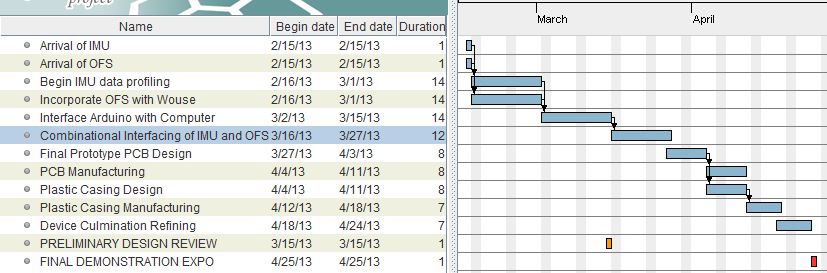 project
March
April
Name Begin date End date Duration
Arrival of IMU 2/15/13 2/15/13 1
Arrival of OFS 2/15/13 2/15/13 1
Begin IMU data profiling 2/16/13 3/1/13 14
Incorporate OFS with Wouse 2/16/13 3/1/13 14
Interface Arduino with Computer 3/2/13 3/15/13 14
Combinational Interfacing of IMU and OFS 3/16/13 3/27/13 12
Final Prototype PCB Design 3/27/13 4/3/13 8
PCB Manufacturing 4/4/13 4/11/13 8
Plastic Casing Design 4/4/13 4/11/13 8
Plastic Casing Manufacturing 4/12/13 4/18/13 7
Device Culmination Refining 4/18/13 4/24/13 7
PRELIMINARY DESIGN REVIEW 3/15/13 3/15/13 1
FINAL DEMONSTRATION EXPO 4/25/13 4/25/13 1